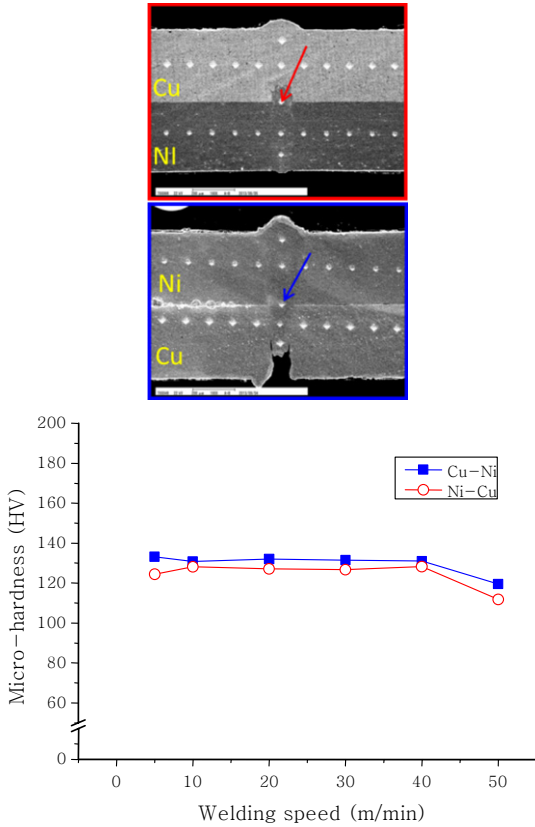 Cu
NI
Ni
Cu
Micro-hardness (HV)
200
180
160
140
120
100
80
60
0
Cu-Ni
Ni-Cu
0 10 20 30 40 50
Welding speed (m/min)